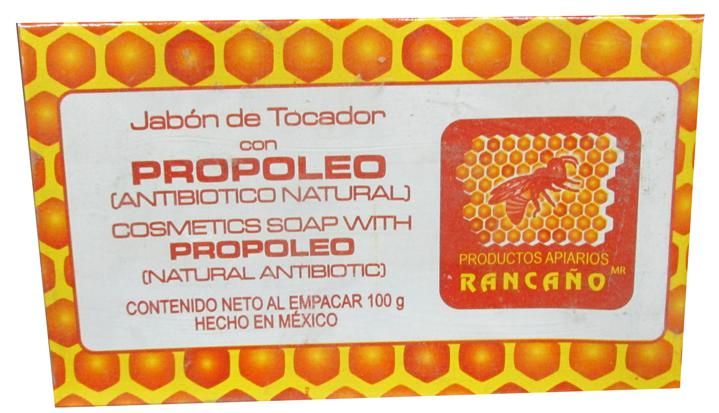 Jabón de Tocador
con
PROPOLEO
(ANTIBIOTICO NATURAL)
COSMETICS SOAP WITH
PROPOLEO
(NATURAL ANTIBIOTIC)
CONTENIDO NETO AL EMPACAR 100 g
HECHO EN MÉXICO
PRODUCTOS APIARIOS
RANCAÑO MR